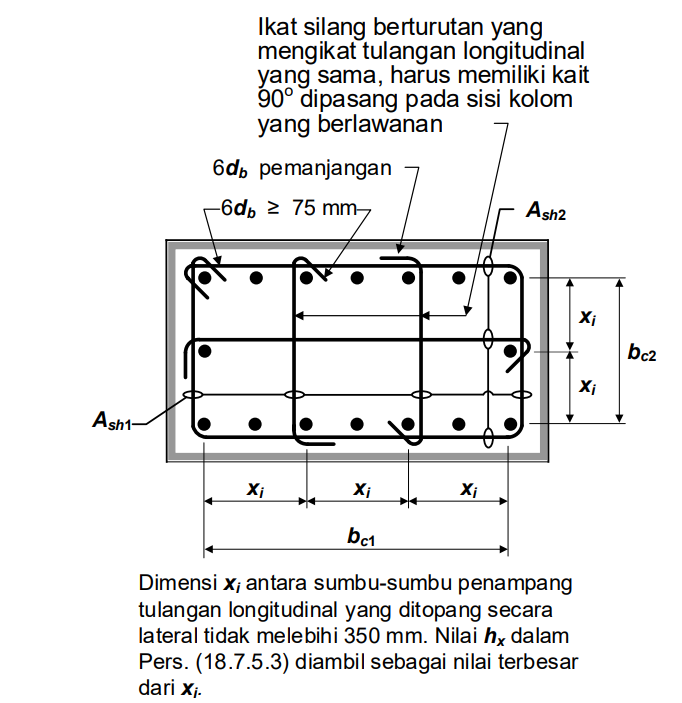 Ikat silang berturutan yang
mengikat tulangan longitudinal
yang sama, harus memiliki kait
90° dipasang pada sisi kolom
yang berlawanan
6db pemanjangan
6db ≥ 75 mm
Ash2
xi
bc2
xi
Ash1
xi xi xi
bc1
Dimensi xi antara sumbu-sumbu penampang
tulangan longitudinal yang ditopang secara
lateral tidak melebihi 350 mm. Nilai hx dalam
Pers. (18.7.5.3) diambil sebagai nilai terbesar
dari xi.